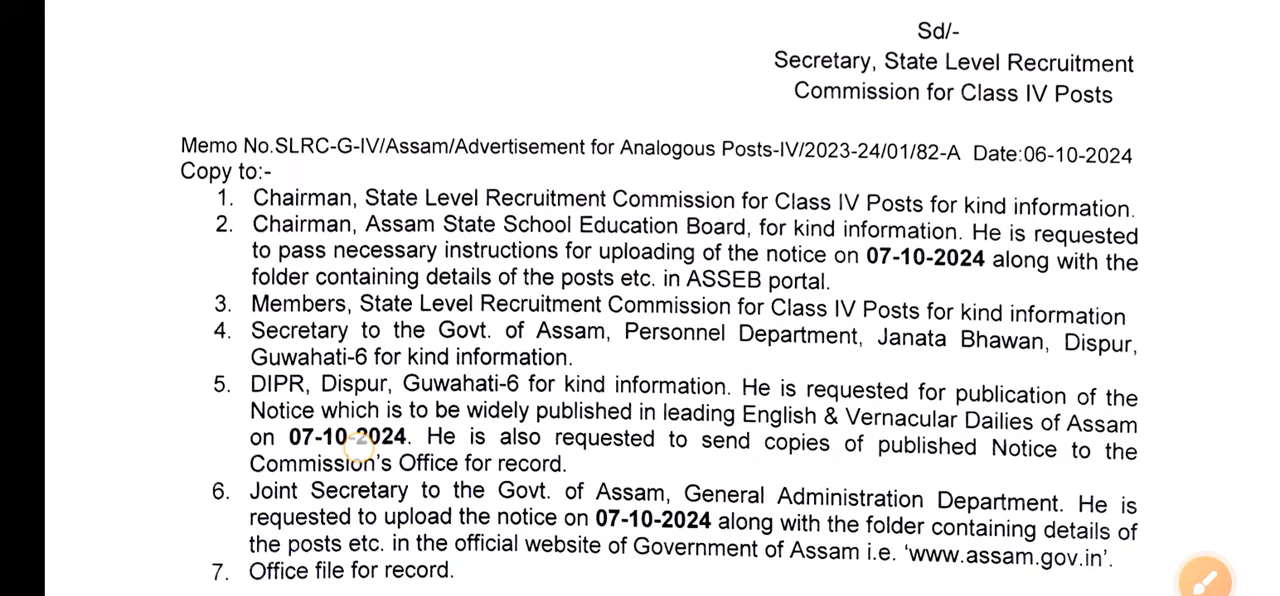 Sd/-
Secretary, State Level Recruitment
Commission for Class IV Posts
Memo No.SLRC-G-IV/Assam/Advertisement for Analogous Posts-IV/2023-24/01/82-A Date:06-10-2024
Copy to:-
1. Chairman, State Level Recruitment Commission for Class IV Posts for kind information.
2. Chairman, Assam State School Education Board, for kind information. He is requested
to pass necessary instructions for uploading of the notice on 07-10-2024 along with the
folder containing details of the posts etc. in ASSEB portal.
3. Members, State Level Recruitment Commission for Class IV Posts for kind information
4. Secretary to the Govt. of Assam, Personnel Department, Janata Bhawan, Dispur,
Guwahati-6 for kind information.
5. DIPR, Dispur, Guwahati-6 for kind information. He is requested for publication of the
Notice which is to be widely published in leading English & Vernacular Dailies of Assam
on 07-10-2024. He is also requested to send copies of published Notice to the
Commission's Office for record.
6. Joint Secretary to the Govt. of Assam, General Administration Department. He is
requested to upload the notice on 07-10-2024 along with the folder containing details of
the posts etc. in the official website of Government of Assam i.e. ‘www.assam.gov.in’.
7. Office file for record.